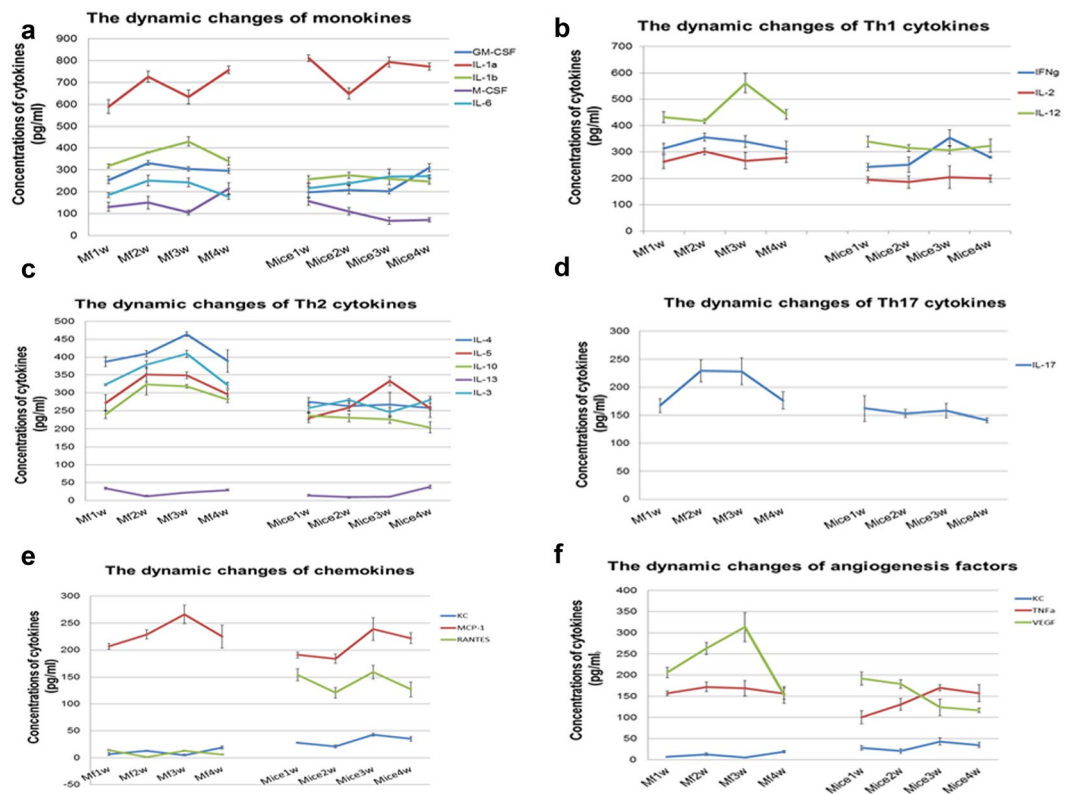 a
The dynamic changes of monokines
Concentrations of cytokines
(pg/ml)
900
800
700
600
500
400
300
200
100
0
Mf1w
Mf2w
Mf3w
Mf4w
Mice1w
Mice2w
Mice3w
Mice4w
GM-CSF
IL-1a
IL-1b
M-CSF
IL-6
b
The dynamic changes of Th1 cytokines
Concentrations of cytokines
(pg/ml)
700
600
500
400
300
200
100
0
Mf1w
Mf2w
Mf3w
Mf4w
Mice1w
Mice2w
Mice3w
Mice4w
IFNg
IL-2
IL-12
c
The dynamic changes of Th2 cytokines
Concentrations of cytokines
(pg/ml)
500
450
400
350
300
250
200
150
100
50
0
Mf1w
Mf2w
Mf3w
Mf4w
Mice1w
Mice2w
Mice3w
Mice4w
IL-4
IL-5
IL-10
IL-13
IL-3
d
The dynamic changes of Th17 cytokines
Concentrations of cytokines
(pg/ml)
300
250
200
150
100
50
0
Mf1w
Mf2w
Mf3w
Mf4w
Mice1w
Mice2w
Mice3w
Mice4w
IL-17
e
The dynamic changes of chemokines
Concentrations of cytokines
(pg/ml)
300
250
200
150
100
50
0
-50
Mf1w
Mf2w
Mf3w
Mf4w
Mice1w
Mice2w
Mice3w
Mice4w
KC
MCP-1
RANTES
f
The dynamic changes of angiogenesis factors
Concentrations of cytokines
(pg/ml)
400
350
300
250
200
150
100
50
0
Mf1w
Mf2w
Mf3w
Mf4w
Mice1w
Mice2w
Mice3w
Mice4w
KC
TNFa
VEGF